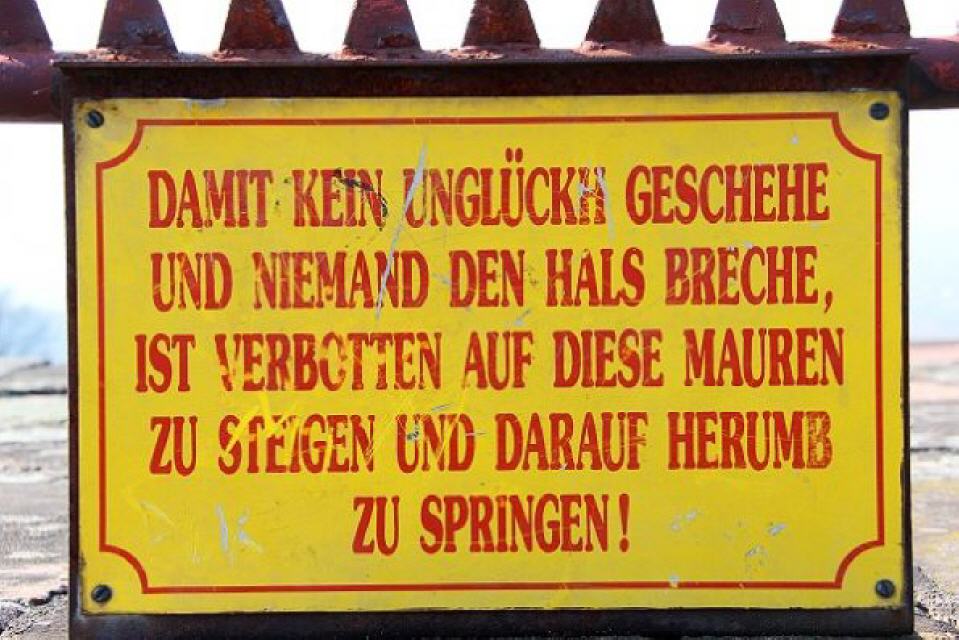 DAMIT KEIN UNGLÜCKH GESCHEHE
UND NIEMAND DEN HALS BRECHE,
IST VERBOTTEN AUF DIESE MAUREN
ZU STEIGEN UND DARAUF HERUMB
ZU SPRINGEN!